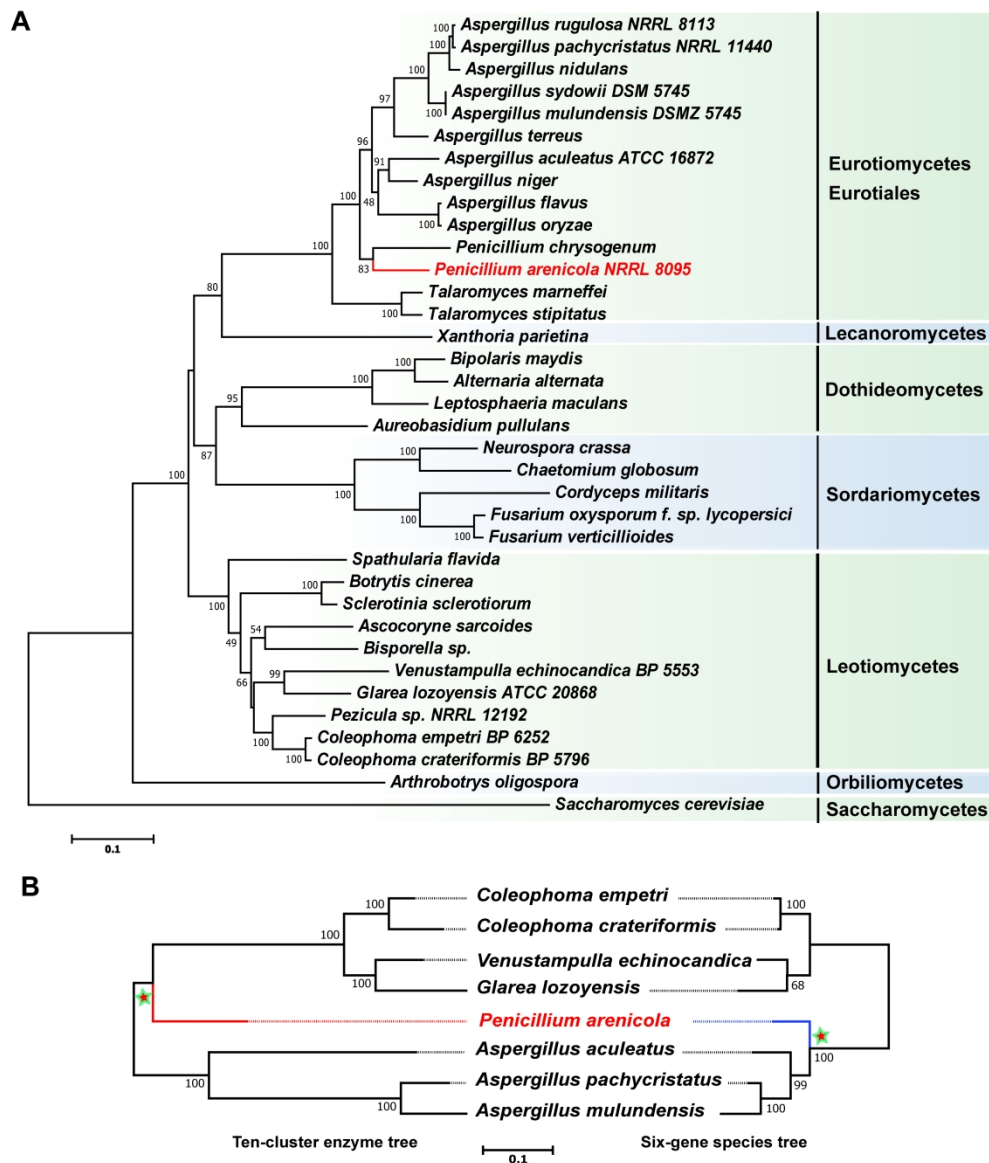 A
Aspergillus rugulosa NRRL 8113
100
Aspergillus pachycristatus NRRL 11440
100
Aspergillus nidulans
100
Aspergillus sydowii DSM 5745
Aspergillus mulundensis DSMZ 5745
100
97
Aspergillus terreus
96
Aspergillus aculeatus ATCC 16872
91
Aspergillus niger
48
Aspergillus flavus
100
Aspergillus oryzae
100
Penicillium chrysogenum
83
Penicillium arenicola NRRL 8095
100
Talaromyces marneffei
100
Talaromyces stipitatus
Eurotiomycetes
Eurotiales
80
Xanthoria parietina
Lecanoromycetes
Bipolaris maydis
100
Alternaria alternata
100
Leptosphaeria maculans
95
Aureobasidium pullulans
Dothideomycetes
87
Neurospora crassa
100
Chaetomium globosum
100
Cordyceps militaris
100
Fusarium oxysporum f. sp. lycopersici
100
Fusarium verticillioides
Sordariomycetes
100
Spathularia flavida
100
Botrytis cinerea
100
Sclerotinia sclerotiorum
49
Ascocoryne sarcoides
54
Bisporella sp.
66
Venustampulla echinocandica BP 5553
99
Glarea lozoyensis ATCC 20868
Pezicula sp. NRRL 12192
100
Coleophoma empetri BP 6252
100
Coleophoma crateriformis BP 5796
Leotiomycetes
Arthrobotrys oligospora
Orbiliomycetes
Saccharomyces cerevisiae
Saccharomycetes
0.1
B
100
Coleophoma empetri
100
Coleophoma crateriformis
100
Venustampulla echinocandica
100
Glarea lozoyensis
68
Penicillium arenicola
100
Aspergillus aculeatus
100
99
Aspergillus pachycristatus
100
Aspergillus mulundensis
100
Ten-cluster enzyme tree
0.1
Six-gene species tree